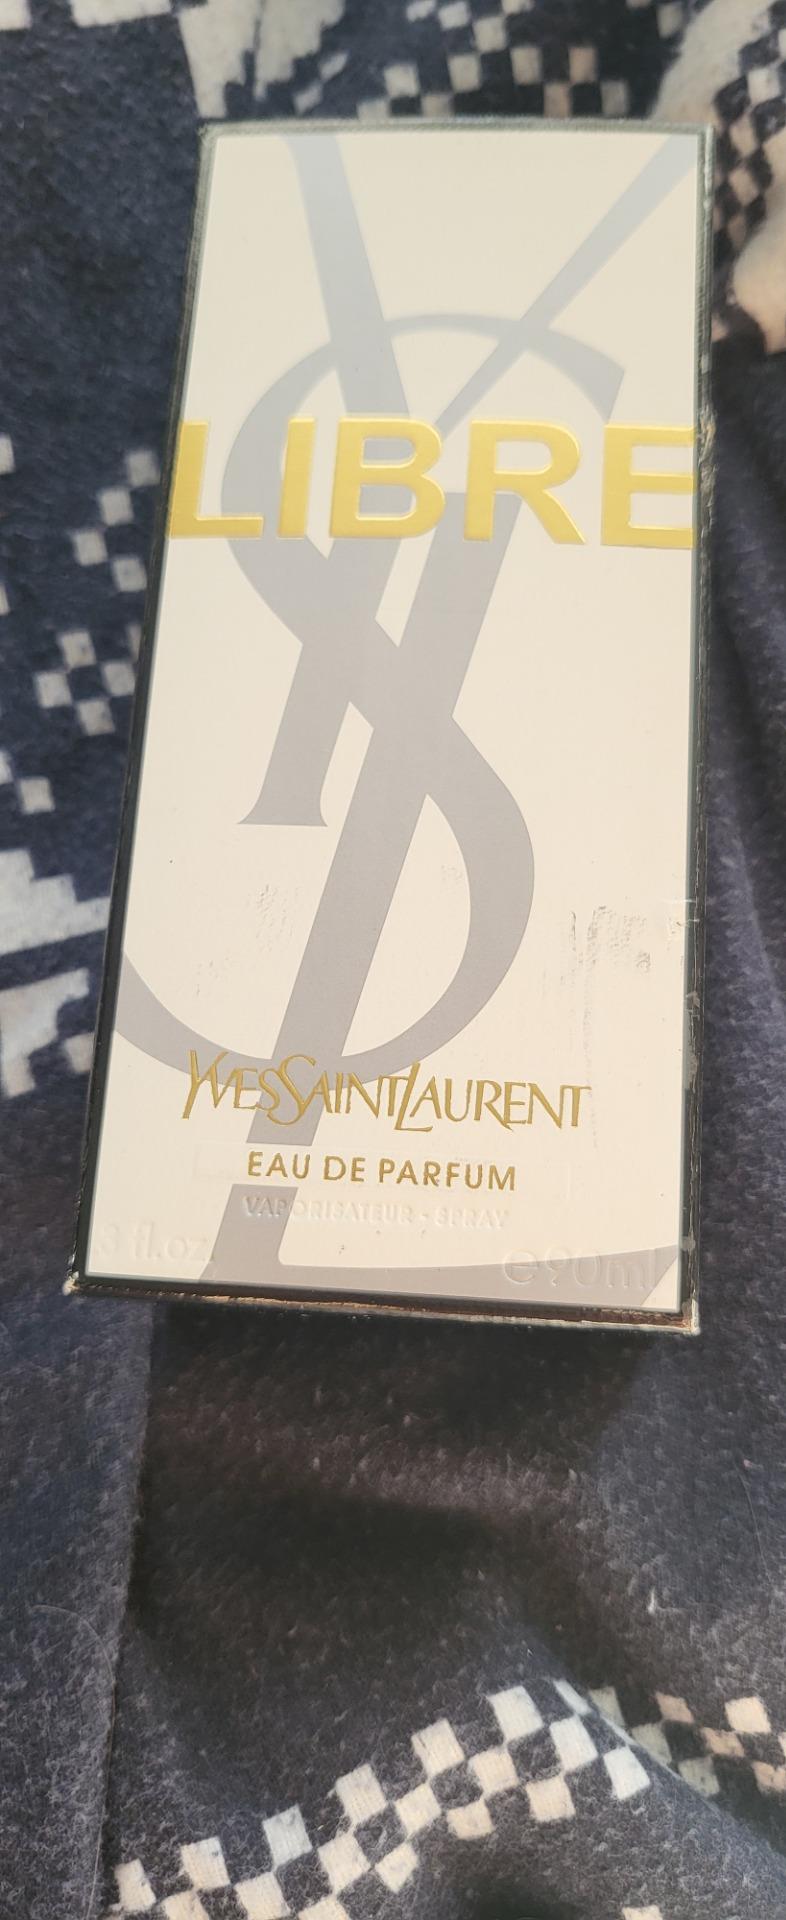 LIBRE
YVESSAINTLAURENT
EAU DE PARFUM
VAPORISATEUR - SPRAY
3 fl.oz. e90ml